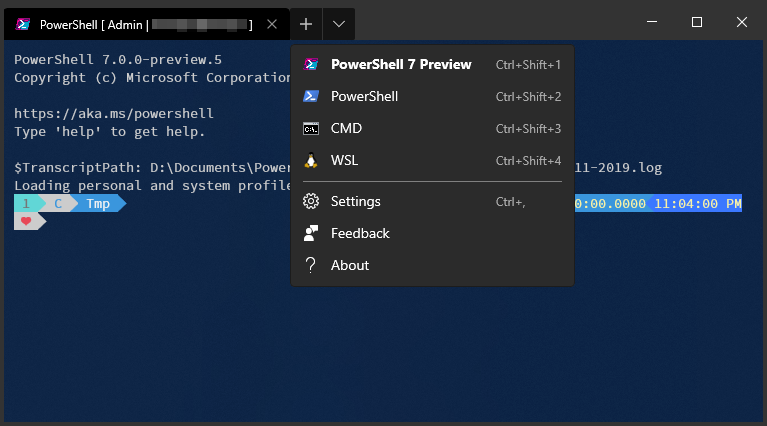 PowerShell [ Admin | ]
PowerShell 7.0.0-preview.5
Copyright (c) Microsoft Corporation
https://aka.ms/powershell
Type 'help' to get help.
$TranscriptPath: D:\Documents\Power 11-2019.log
Loading personal and system profile
1 C Tmp 0:00.0000 11:04:00 PM
PowerShell 7 Preview Ctrl+Shift+1
PowerShell Ctrl+Shift+2
CMD Ctrl+Shift+3
WSL Ctrl+Shift+4
Settings Ctrl+,
Feedback
About